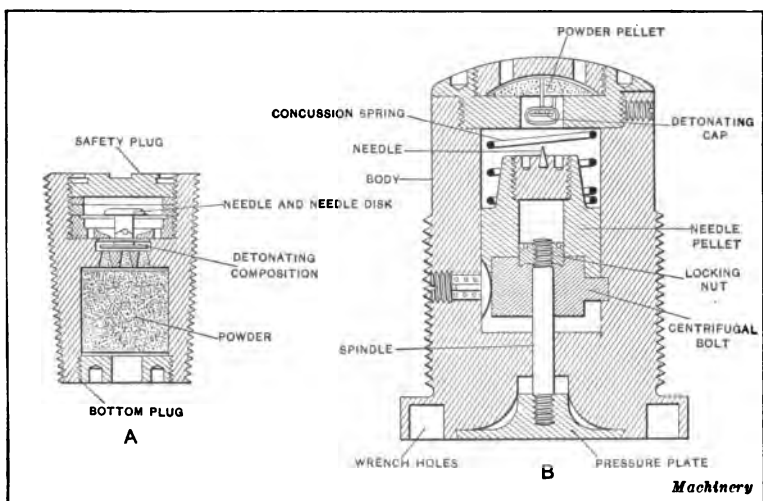 SAFETY PLUG
NEEDLE AND NEEDLE DISK
DETONATING
COMPOSITION
POWDER
BOTTOM PLUG
A
POWDER PELLET
CONCUSSION SPRING
DETONATING
CAP
NEEDLE
BODY
NEEDLE
PELLET
LOCKING
NUT
CENTRIFUGAL
BOLT
SPINDLE
WRENCH HOLES
B
PRESSURE PLATE
Machinery